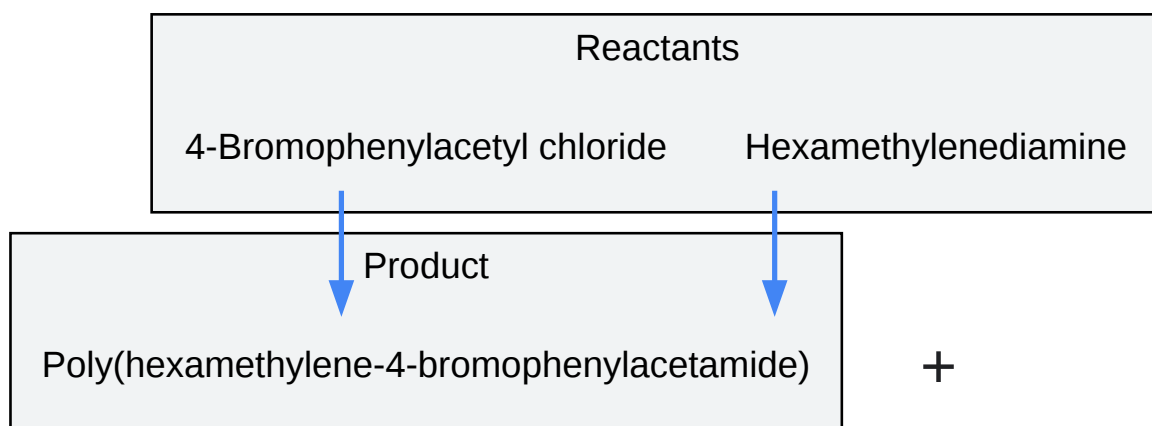 Reactants
4-Bromophenylacetyl chloride Hexamethylenediamine
Product
Poly(hexamethylene-4-bromophenylacetamide) +